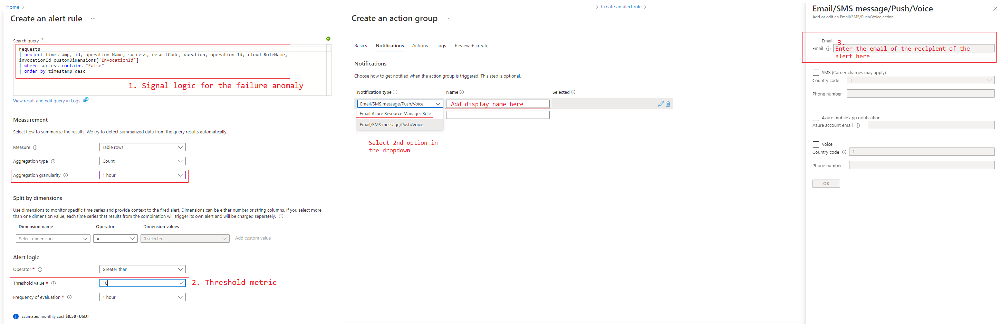 Home
Create an alert rule ...
Search query *
requests
| project timestamp, id, operation_Name, success, resultCode, duration, operation_Id, cloud_RoleName,
invocationId=customDimensions['InvocationId']
| where success contains "False"
| order by timestamp desc
1. Signal logic for the failure anomaly
View result and edit query in Logs
Measurement
Select how to summarize the results. We try to detect summarized data from the query results automatically.
Measure
Table rows
Aggregation type
Count
Aggregation granularity
1 hour
Split by dimensions
Use dimensions to monitor specific time series and provide context to the fired alert. Dimensions can be either number or string columns. If you select more
than one dimension value, each time series that results from the combination will trigger its own alert and will be charged separately.
Dimension name Operator Dimension values
Select dimension = 0 selected Add custom value
Alert logic
Operator *
Greater than
Threshold value *
10
2. Threshold metric
Frequency of evaluation *
1 hour
Estimated monthly cost $0.50 (USD)
Create an alert rule
Create an action group ...
Basics Notifications Actions Tags Review + create
Notifications
Choose how to get notified when the action group is triggered. This step is optional.
Notification type Name Selected
Email/SMS message/Push/Voice
Add display name here
Email Azure Resource Manager Role
Email/SMS message/Push/Voice
Select 2nd option in
the dropdown
Email/SMS message/Push/Voice
Add or edit an Email/SMS/Push/Voice action
Email
3.
Email
Enter the email of the recipient of the
alert here
SMS (Carrier charges may apply)
Country code
1
Phone number
Azure mobile app notification
Azure account email
Voice
Country code
1
Phone number
OK